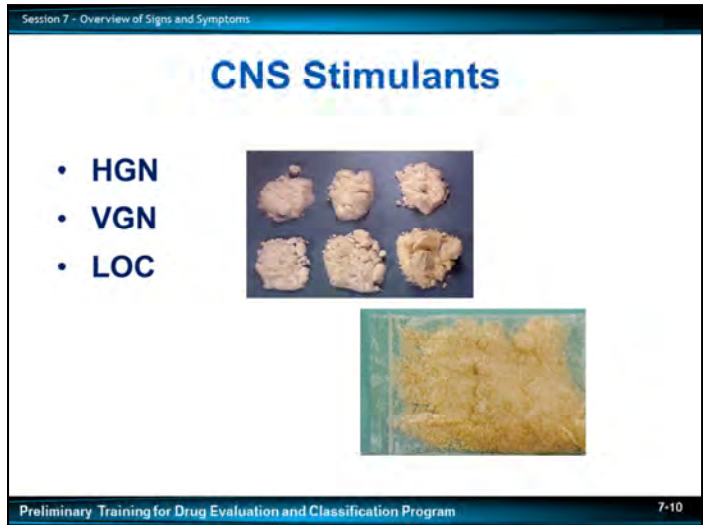 Session 7 - Overview of Signs and Symptoms
CNS Stimulants
• HGN
• VGN
• LOC
Preliminary Training for Drug Evaluation and Classification Program
7-10